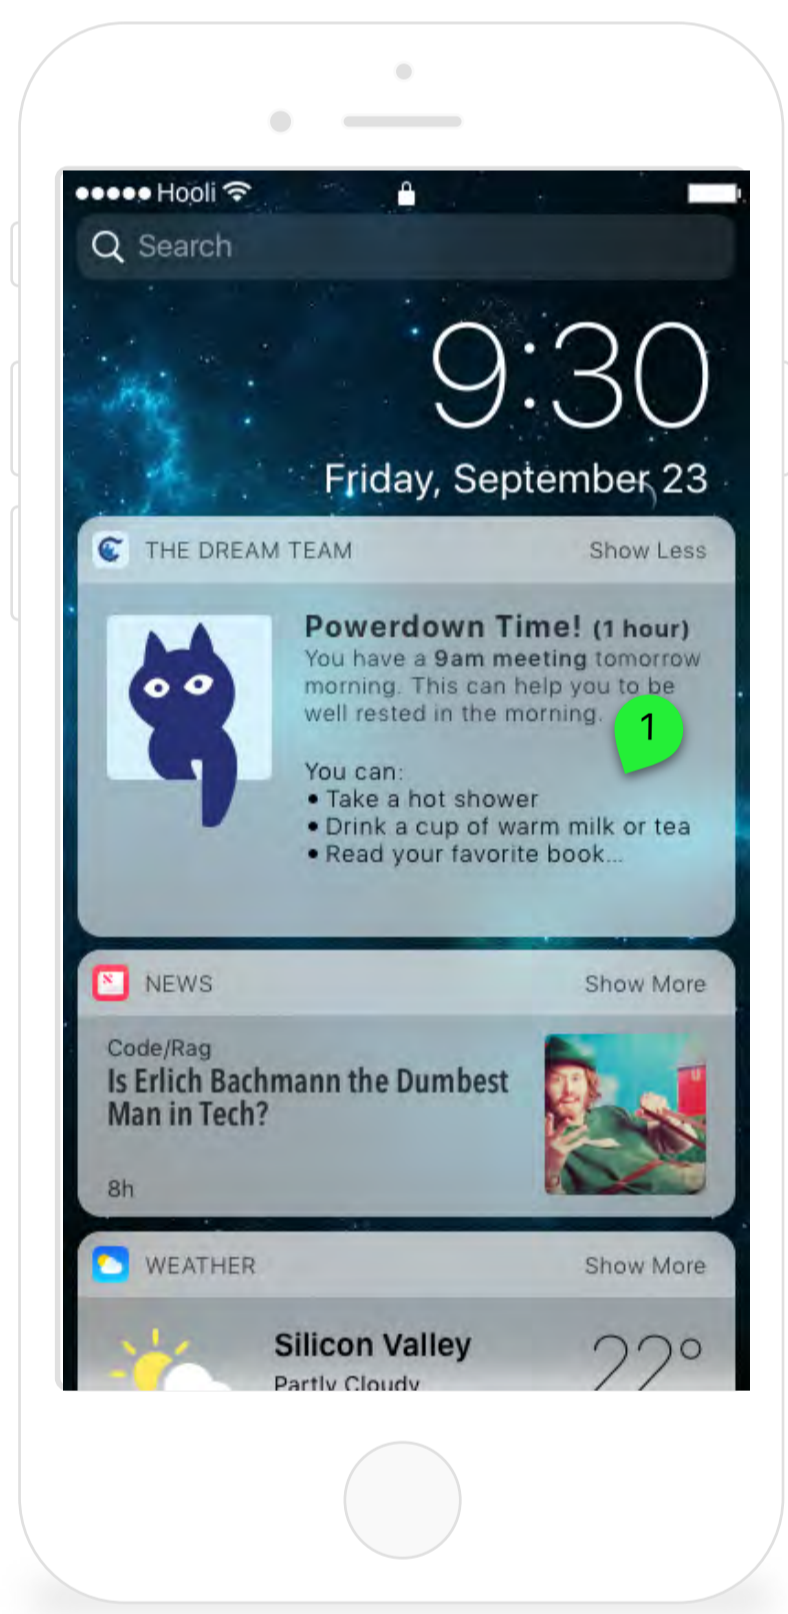 ●●●●● Hooli
Search
9:30
Friday, September 23
THE DREAM TEAM Show Less
Powerdown Time! (1 hour)
You have a 9am meeting tomorrow
morning. This can help you to be
well rested in the morning.
1
You can:
• Take a hot shower
• Drink a cup of warm milk or tea
• Read your favorite book...
NEWS Show More
Code/Rag
Is Erlich Bachmann the Dumbest
Man in Tech?
8h
WEATHER Show More
Silicon Valley
22°
Partly Cloudy